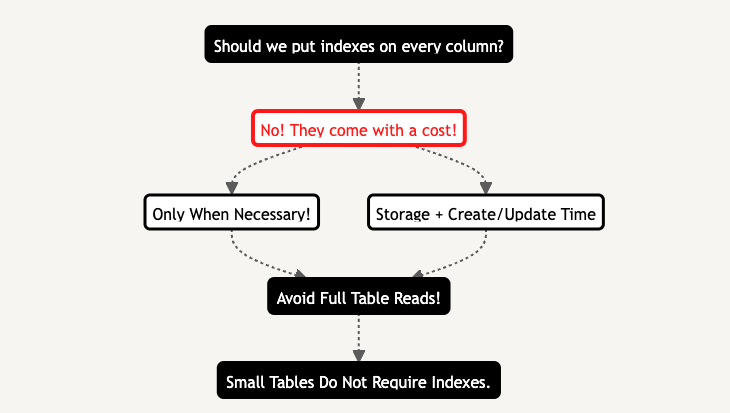 Should we put indexes on every column?
No! They come with a cost!
Only When Necessary!
Storage + Create/Update Time
Avoid Full Table Reads!
Small Tables Do Not Require Indexes.